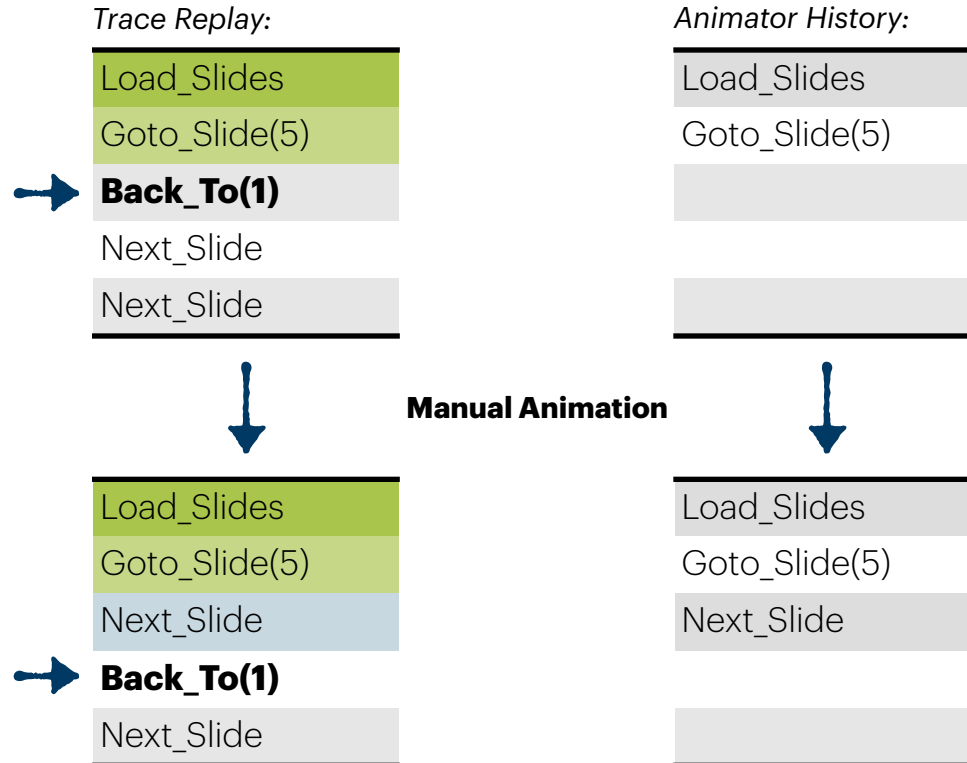 Trace Replay:
Animator History:
Load_Slides
Goto_Slide(5)
Back_To(1)
Next_Slide
Next_Slide
Load_Slides
Goto_Slide(5)
Manual Animation
Load_Slides
Goto_Slide(5)
Next_Slide
Back_To(1)
Next_Slide
Load_Slides
Goto_Slide(5)
Next_Slide